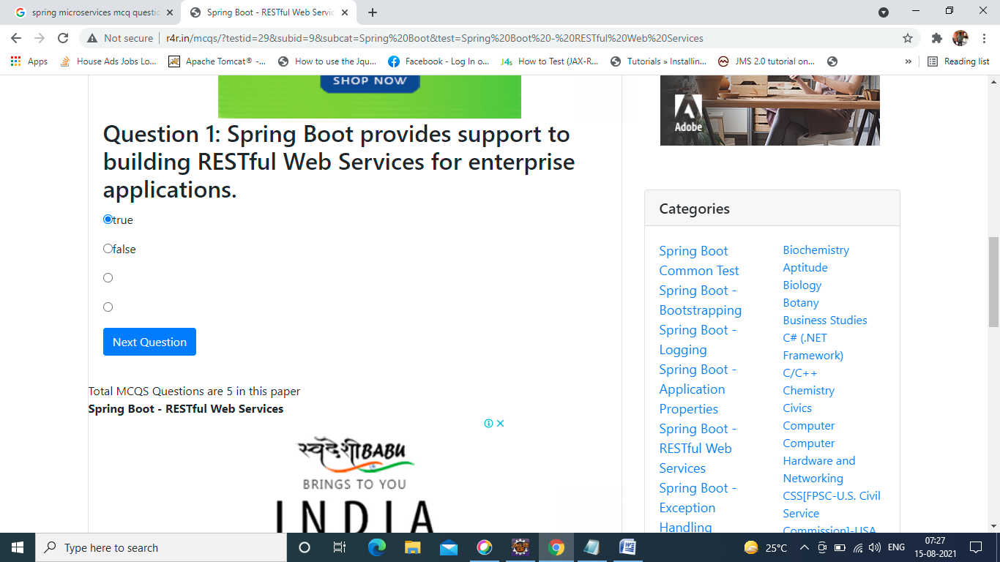 spring microservices mcq questic
Spring Boot - RESTful Web Servic
Not secure
r4r.in/mcqs/?testid=29&subid=9&subcat=Spring%20Boot&test=Spring%20Boot%20-%20RESTful%20Web%20Services
Apps
House Ads Jobs Lo...
Apache Tomcat® -...
How to use the Jqu...
Facebook - Log In o...
J4s
How to Test (JAX-R...
Tutorials » Installin...
JMS 2.0 tutorial on...
»
Reading list
SHOP NOW
Adobe
Question 1: Spring Boot provides support to
building RESTful Web Services for enterprise
applications.
true
false
Next Question
Total MCQS Questions are 5 in this paper
Spring Boot - RESTful Web Services
स्वदेशीBABU
BRINGS TO YOU
INDIA
Categories
Spring Boot
Common Test
Spring Boot -
Bootstrapping
Spring Boot -
Logging
Spring Boot -
Application
Properties
Spring Boot -
RESTful Web
Services
Spring Boot -
Exception
Handling
Biochemistry
Aptitude
Biology
Botany
Business Studies
C# (.NET
Framework)
C/C++
Chemistry
Civics
Computer
Computer
Hardware and
Networking
CSS[FPSC-U.S. Civil
Service
Commission]-USA
Type here to search
25°C
ENG
07:27
15-08-2021